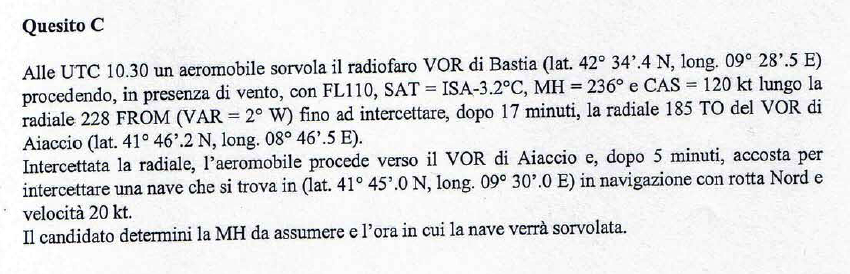 Quesito C
Alle UTC 10.30 un aeromobile sorvola il radiofaro VOR di Bastia (lat. 42° 34'.4 N, long. 09° 28'.5 E)
procedendo, in presenza di vento, con FL110, SAT = ISA-3.2°C, MH = 236° e CAS = 120 kt lungo la
radiale 228 FROM (VAR = 2° W) fino ad intercettare, dopo 17 minuti, la radiale 185 TO del VOR di
Aiaccio (lat. 41° 46'.2 N, long. 08° 46'.5 E).
Intercettata la radiale, l'aeromobile procede verso il VOR di Aiaccio e, dopo 5 minuti, accosta per
intercettare una nave che si trova in (lat. 41° 45'.0 N, long. 09° 30'.0 E) in navigazione con rotta Nord e
velocità 20 kt.
Il candidato determini la MH da assumere e l'ora in cui la nave verrà sorvolata.